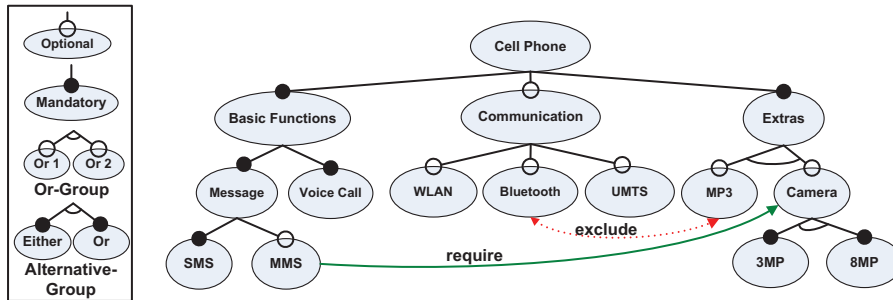 Optional
Mandatory
Or 1 Or 2
Or-Group
Either Or
Alternative-
Group
Cell Phone
Basic Functions Communication Extras
Message Voice Call WLAN Bluetooth UMTS MP3 Camera
exclude
require
SMS MMS 3MP 8MP